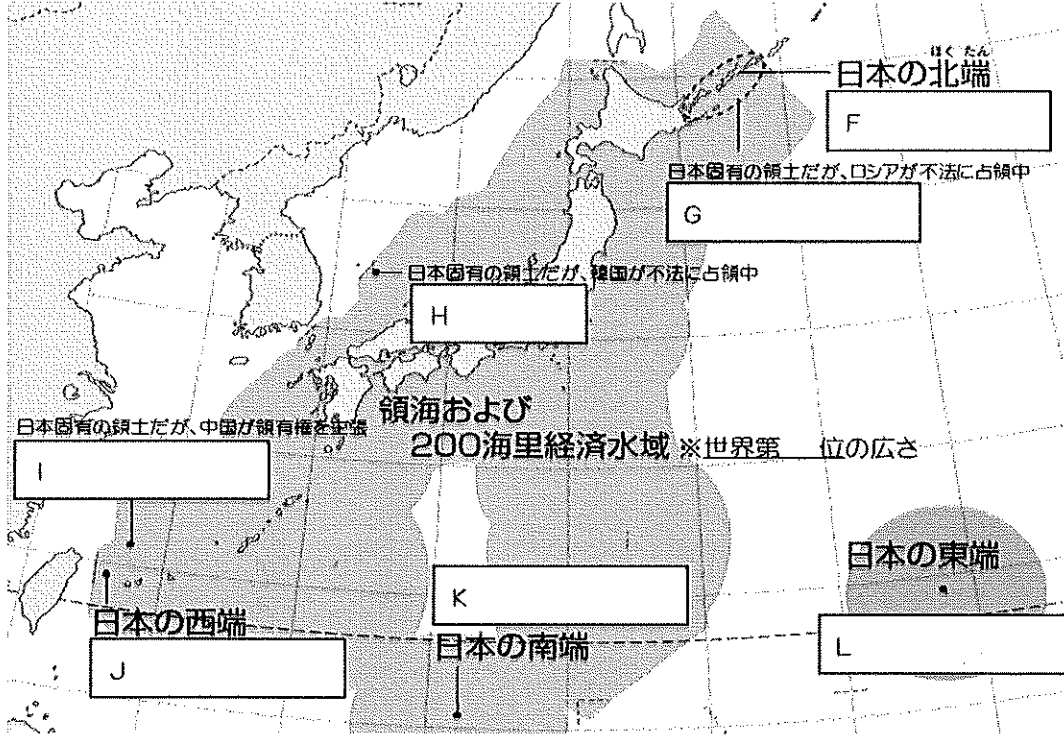 ほくたん
日本の北端
F
日本固有の領土だが、ロシアが不法に占領中
G
日本固有の領土だが、韓国が不法に占領中
H
領海および
200海里経済水域 ※世界第 位の広さ
日本固有の領土だが、中国が領有権を主張
I
日本の東端
L
K
日本の南端
日本の西端
J